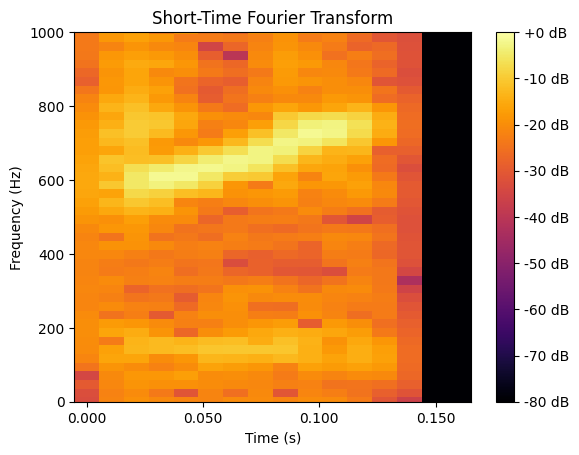 Short-Time Fourier Transform
1000
800
600
400
200
0
Frequency (Hz)
0.000
0.050
0.100
0.150
Time (s)
+0 dB
-10 dB
-20 dB
-30 dB
-40 dB
-50 dB
-60 dB
-70 dB
-80 dB